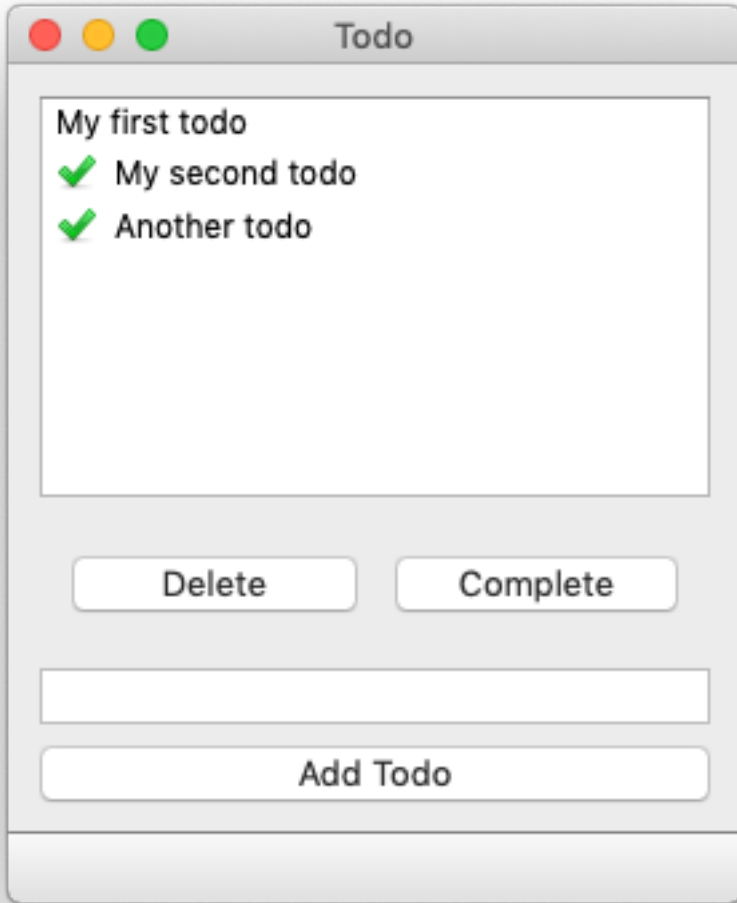 Todo
My first todo
My second todo
Another todo
Delete Complete
Add Todo